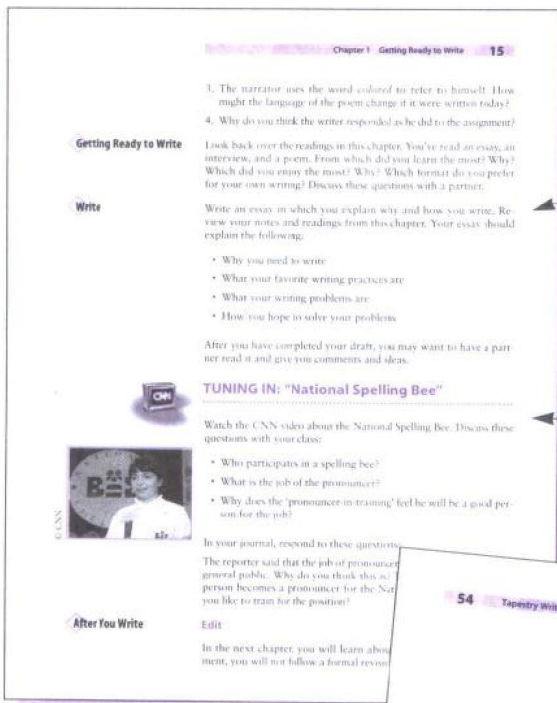 Chapter 1 Getting Ready to Write 15
3. The narrator uses the word colored to refer to himself. How
might the language of the poem change if it were written today?
4. Why do you think the writer responded as he did to the assignment?
Getting Ready to Write
Look back over the readings in this chapter. You've read an essay, an
interview, and a poem. From which did you learn the most? Why?
Which did you enjoy the most? Why? Which format do you prefer
for your own writing? Discuss these questions with a partner.
Write
Write an essay in which you explain why and how you write. Re-
view your notes and readings from this chapter. Your essay should
explain the following:
• Why you need to write
• What your favorite writing practices are
• What your writing problems are
• How you hope to solve your problems
After you have completed your draft, you may want to have a part-
ner read it and give you comments and ideas.
CNN
TUNING IN: "National Spelling Bee"
Watch the CNN video about the National Spelling Bee. Discuss these
questions with your class:
• Who participates in a spelling bee?
• What is the job of the pronouncer?
• Why does the 'pronouncer-in-training' feel he will be a good per-
son for the job?
© CNN
In your journal, respond to these questions:
The reporter said that the job of pronouncer
general public. Why do you think this is?
person becomes a pronouncer for the Nat
you like to train for the position?
After You Write
Edit
In the next chapter, you will learn abou
ment, you will not follow a formal revisio
54 Tapestry Writ